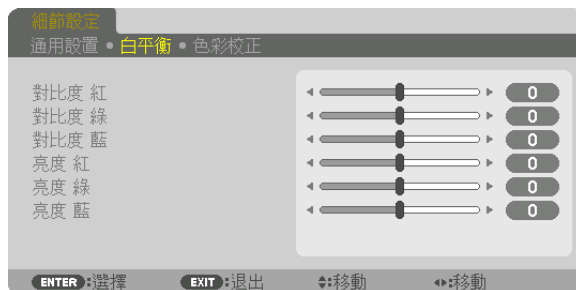 細節設定
通用設置 • 白平衡 • 色彩校正
對比度 紅 0
對比度 綠 0
對比度 藍 0
亮度 紅 0
亮度 綠 0
亮度 藍 0
ENTER:選擇 EXIT:退出 :移動 :移動